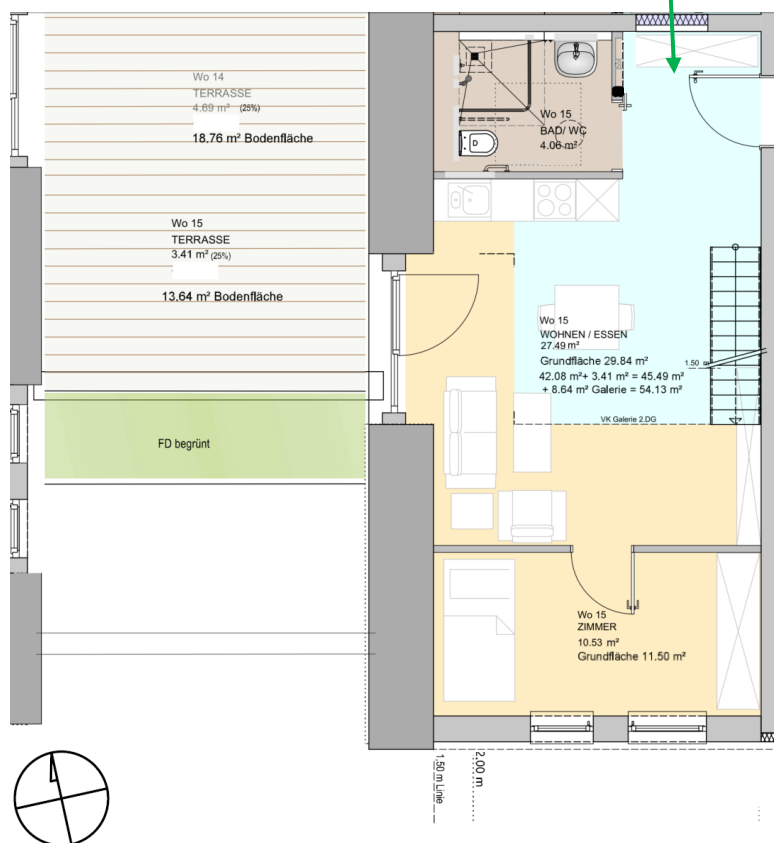 Wo 14
TERRASSE
4.69 m² (25%)
18.76 m² Bodenfläche
Wo 15
TERRASSE
3.41 m² (25%)
13.64 m² Bodenfläche
FD begrünt
Wo 15
BAD/ WC
4.06 m²
Wo 15
WOHNEN / ESSEN
27.49 m²
Grundfläche 29.84 m²
42.08 m²+ 3.41 m² = 45.49 m²
+ 8.64 m² Galerie = 54.13 m²
1.50 m
VK Galerie 2.DG
Wo 15
ZIMMER
10.53 m²
Grundfläche 11.50 m²
1.50 m Linie
2.00 m